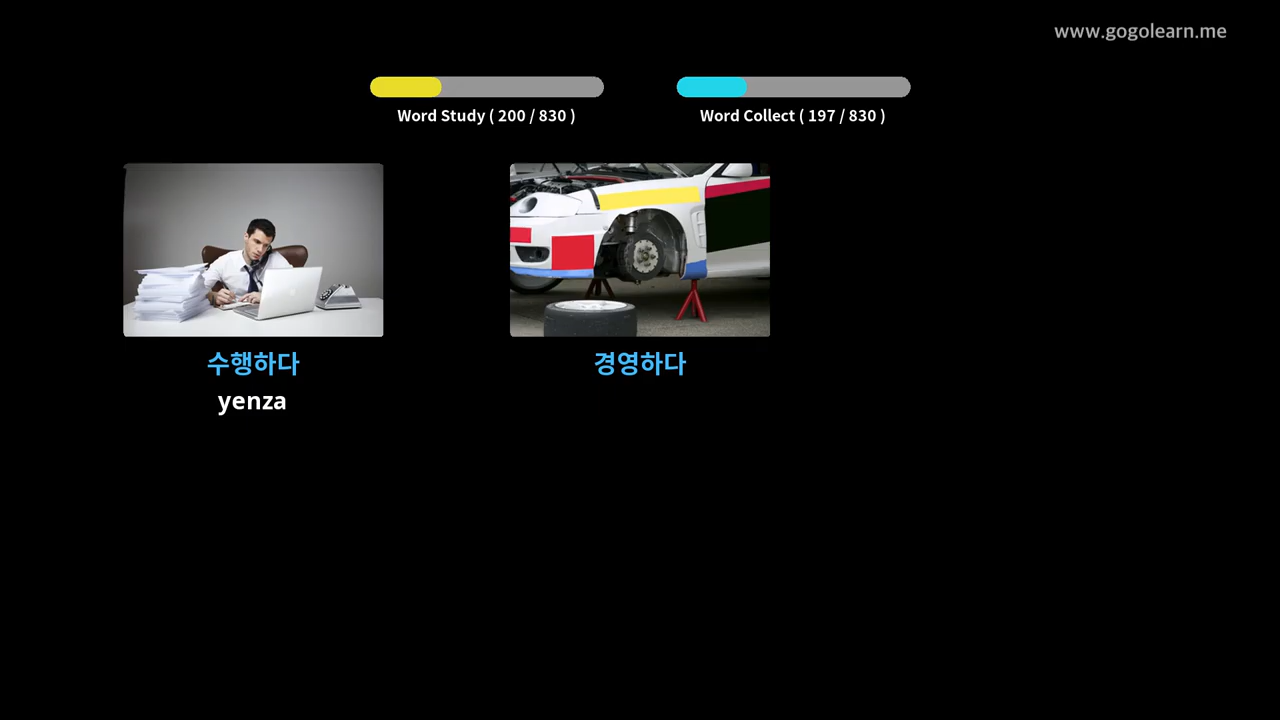 www.gogolearn.me
Word Study ( 200 / 830 )
Word Collect ( 197 / 830 )
수행하다
경영하다
yenza